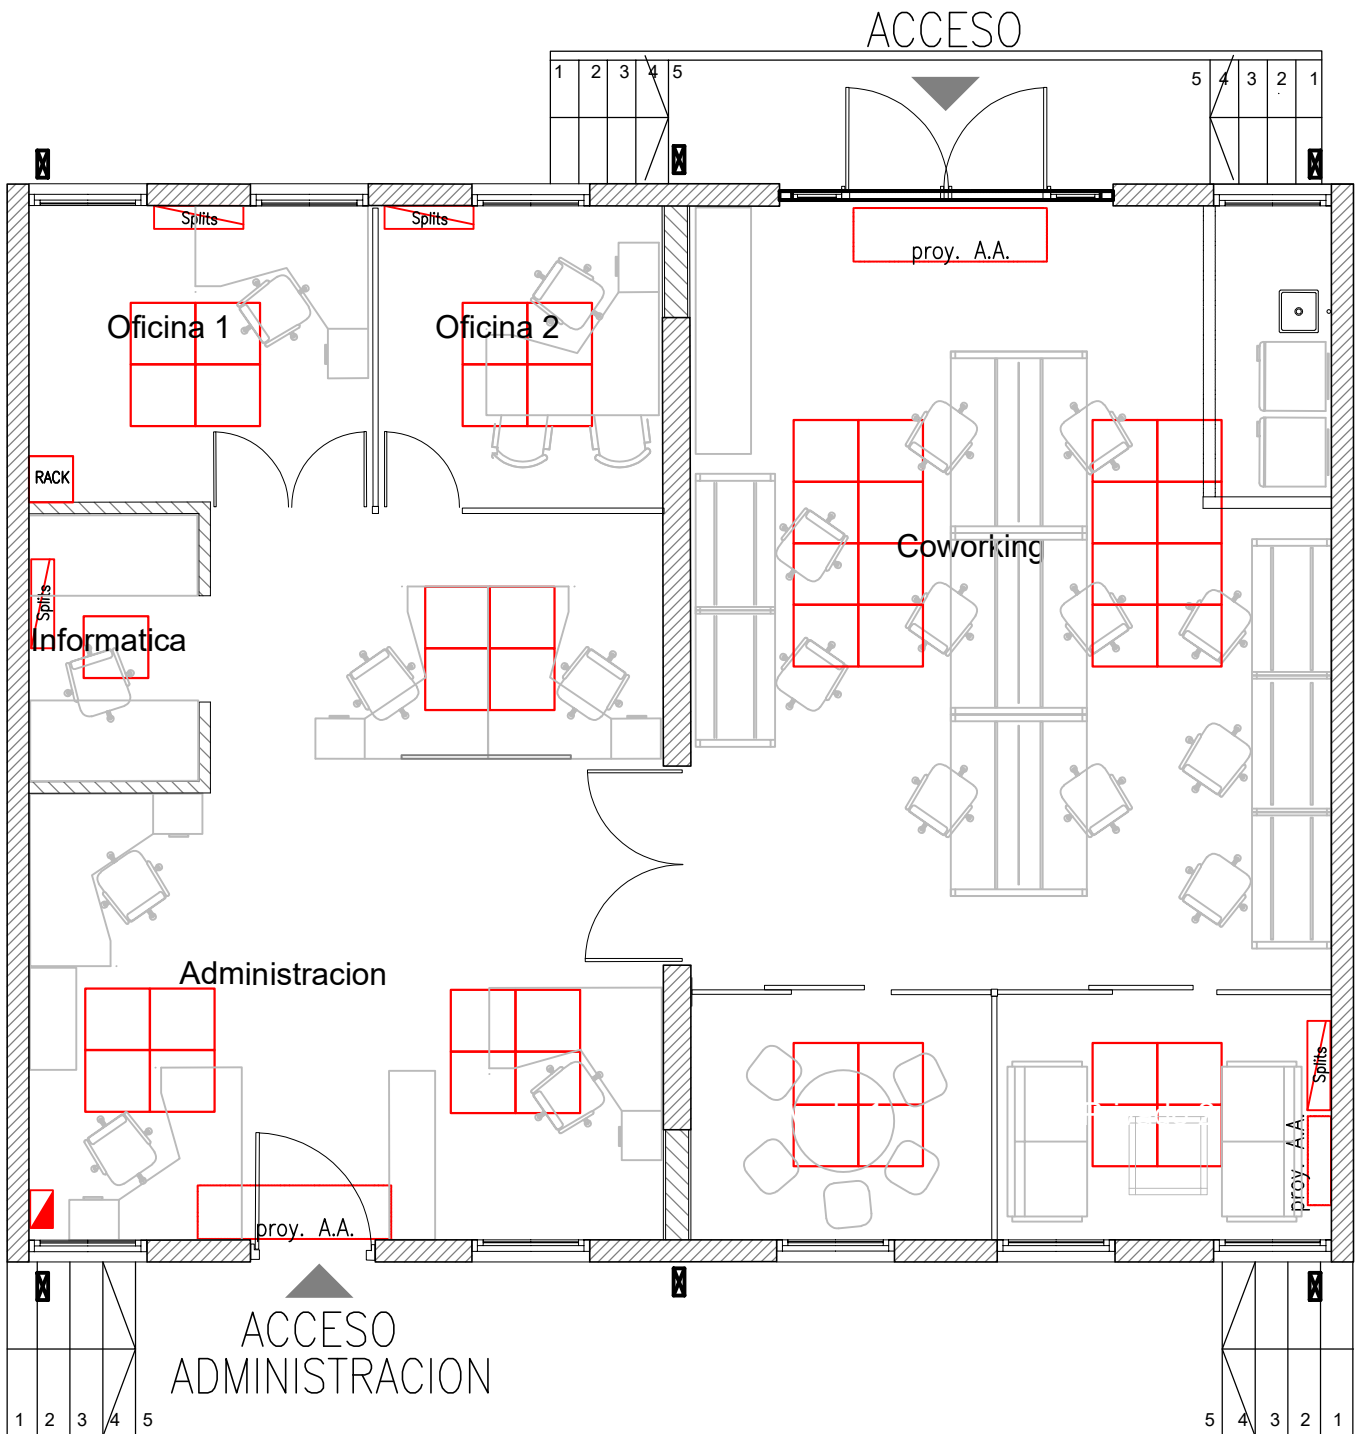 ACCESO
1 2 3 4 5
5 4 3 2 1
Splits
Splits
proy. A.A.
Oficina 1
Oficina 2
RACK
Coworking
Splits
Informatica
Administracion
Splits
proy. A.A.
proy. A.A.
ACCESO
ADMINISTRACION
1 2 3 4 5
5 4 3 2 1